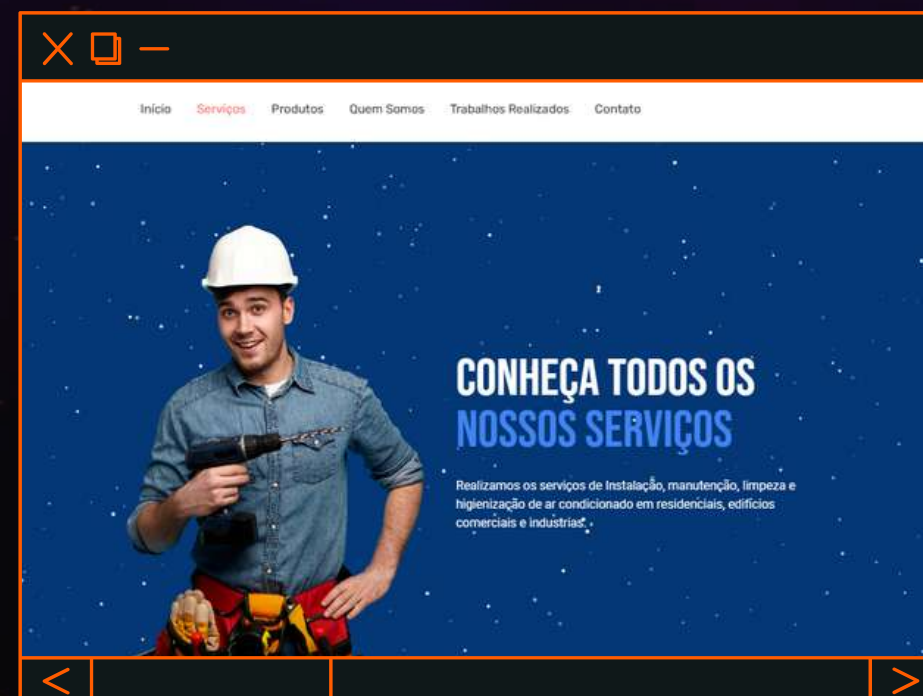 Início Serviços Produtos Quem Somos Trabalhos Realizados Contato
CONHEÇA TODOS OS
NOSSOS SERVIÇOS
Realizamos os serviços de Instalação, manutenção, limpeza e
higienização de ar condicionado em residenciais, edifícios
comerciais e industrias.